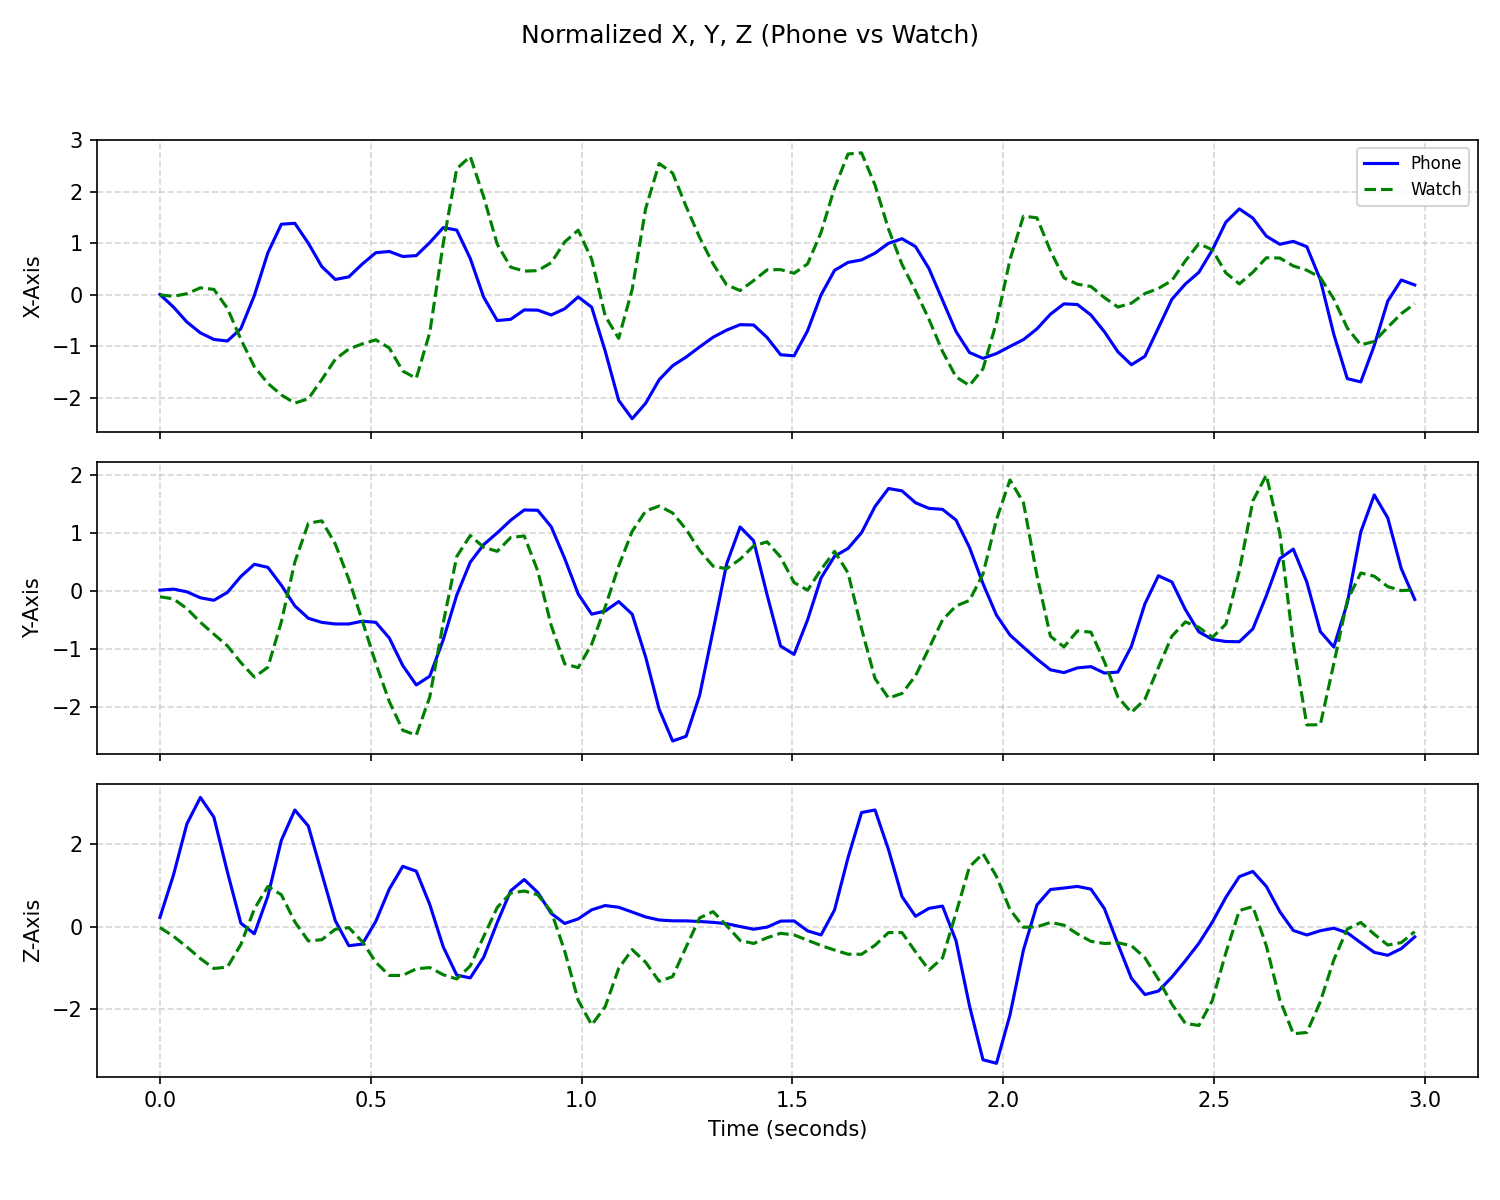 Normalized X, Y, Z (Phone vs Watch)
3
2
1
0
−1
−2
X-Axis
Phone
Watch
2
1
0
−1
−2
Y-Axis
2
0
−2
Z-Axis
0.0 0.5 1.0 1.5 2.0 2.5 3.0
Time (seconds)